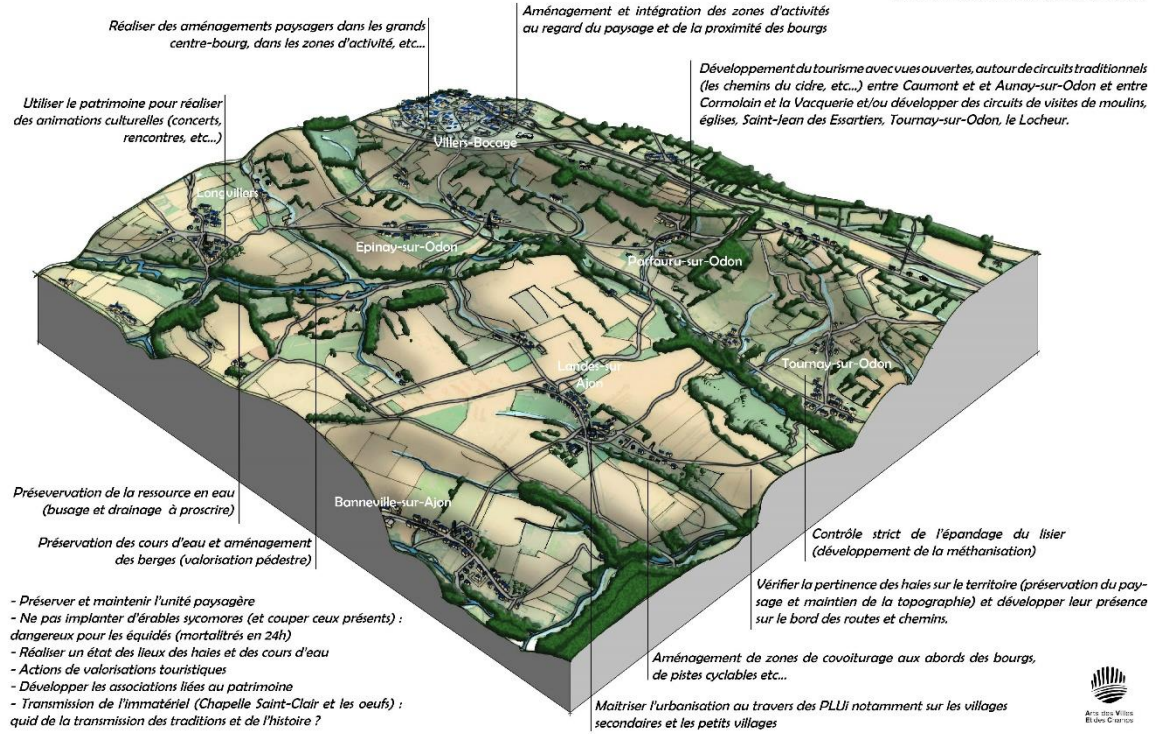 Réaliser des aménagements paysagers dans les grands
centre-bourg, dans les zones d'activité, etc...
Aménagement et intégration des zones d'activités
au regard du paysage et de la proximité des bourgs
Développement du tourisme avec vues ouvertes, autour de circuits traditionnels
(les chemins du cidre, etc...) entre Caumont et et Aunay-sur-Odon et entre
Cormolain et la Vacquerie et/ou développer des circuits de visites de moulins,
églises, Saint-Jean des Essartiers, Tournay-sur-Odon, le Locheur.
Utiliser le patrimoine pour réaliser
des animations culturelles (concerts,
rencontres, etc...)
Villers-Bocage
Longvillers
Epinay-sur-Odon
Parfouru-sur-Odon
Tournay-sur-Odon
Landes-sur
Ajon
Banneville-sur-Ajon
Présevervation de la ressource en eau
(busage et drainage à proscrire)
Préservation des cours d'eau et aménagement
des berges (valorisation pédestre)
Contrôle strict de l'épandage du lisier
(développement de la méthanisation)
Vérifier la pertinence des haies sur le territoire (préservation du pay-
sage et maintien de la topographie) et développer leur présence
sur le bord des routes et chemins.
Aménagement de zones de covoiturage aux abords des bourgs,
de pistes cyclables etc...
Maitriser l'urbanisation au travers des PLUi notamment sur les villages
secondaires et les petits villages
- Préserver et maintenir l'unité paysagère
- Ne pas implanter d'érables sycomores (et couper ceux présents) :
dangereux pour les équidés (mortalitrés en 24h)
- Réaliser un état des lieux des haies et des cours d'eau
- Actions de valorisations touristiques
- Développer les associations liées au patrimoine
- Transmission de l'immatériel (Chapelle Saint-Clair et les oeufs) :
quid de la transmission des traditions et de l'histoire ?
Arts des Villes
Et des Champs